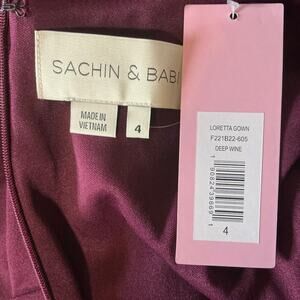 SACHIN & BAB
MADE IN
VIETNAM
4
LORETTA GOWN
F221B22-605
DEEP WINE
4